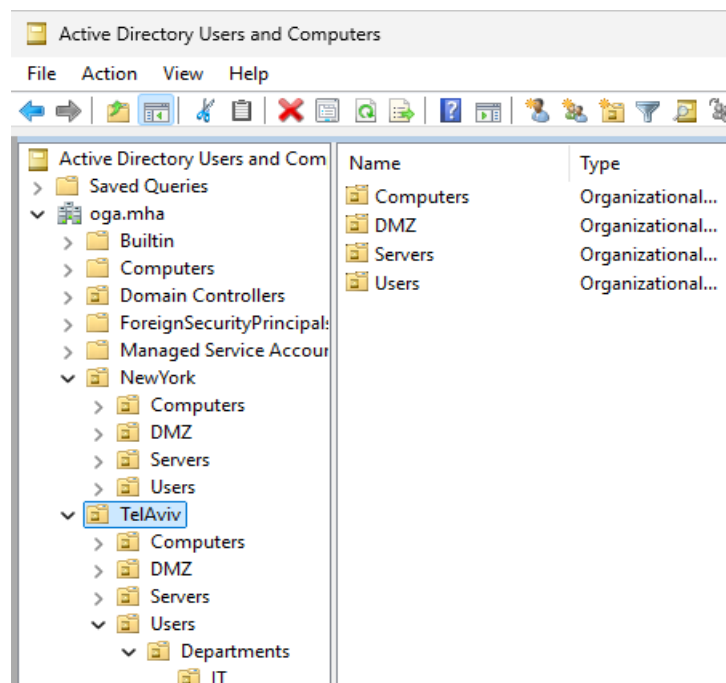 Active Directory Users and Computers
File Action View Help
Active Directory Users and Com
Saved Queries
oga.mha
Builtin
Computers
Domain Controllers
ForeignSecurityPrincipals
Managed Service Accour
NewYork
Computers
DMZ
Servers
Users
TelAviv
Computers
DMZ
Servers
Users
Departments
IT
Name Type
Computers Organizational...
DMZ Organizational...
Servers Organizational...
Users Organizational...